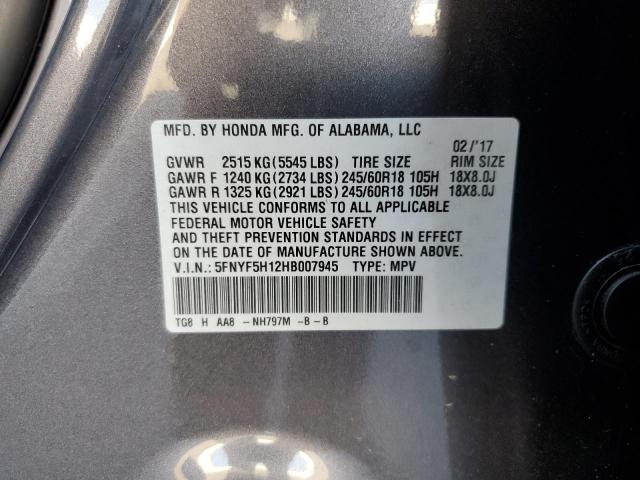 MFD. BY HONDA MFG. OF ALABAMA, LLC
02/'17
GVWR 2515 KG(5545 LBS) TIRE SIZE RIM SIZE
GAWR F 1240 KG(2734 LBS)245/60R18 105H 18X8.0J
GAWR R 1325 KG(2921 LBS)245/60R18 105H 18X8.0J
THIS VEHICLE CONFORMS TO ALL APPLICABLE
FEDERAL MOTOR VEHICLE SAFETY
AND THEFT PREVENTION STANDARDS IN EFFECT
ON THE DATE OF MANUFACTURE SHOWN ABOVE.
V.I.N.: 5FNYF5H12HB007945 TYPE: MPV
TG8 H AA8 -NH797M -B-B